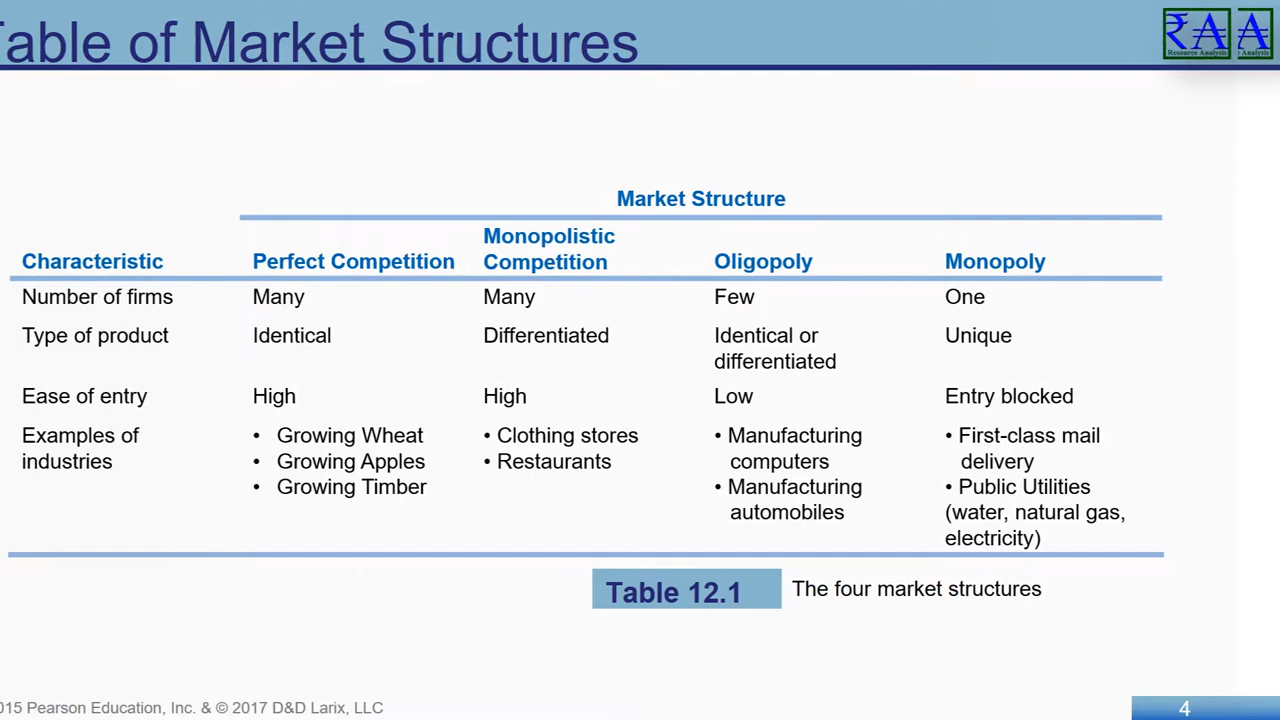 Table of Market Structures
Resource Analysis
Analysis
Market Structure
Characteristic
Perfect Competition
Monopolistic
Competition
Oligopoly
Monopoly
Number of firms
Many
Many
Few
One
Type of product
Identical
Differentiated
Identical or
differentiated
Unique
Ease of entry
High
High
Low
Entry blocked
Examples of
industries
• Growing Wheat
• Growing Apples
• Growing Timber
• Clothing stores
• Restaurants
• Manufacturing
computers
• Manufacturing
automobiles
• First-class mail
delivery
• Public Utilities
(water, natural gas,
electricity)
Table 12.1
The four market structures
015 Pearson Education, Inc. & © 2017 D&D Larix, LLC
4